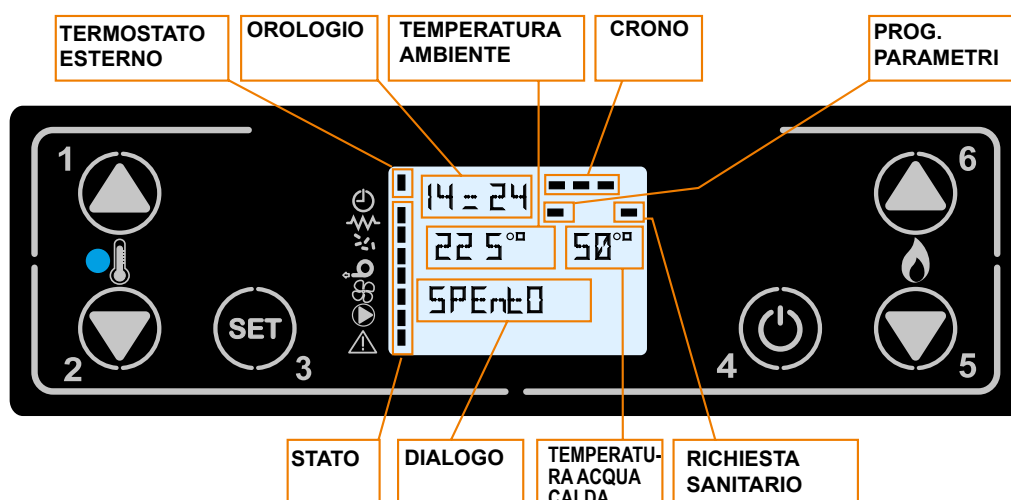 TERMOSTATO
ESTERNO
OROLOGIO
TEMPERATURA
AMBIENTE
CRONO
PROG.
PARAMETRI
1
6
14 = 24
22 5°
50°
SPEntO
SET
2
3
4
5
STATO
DIALOGO
TEMPERATU-
RA ACQUA
CALDA
RICHIESTA
SANITARIO